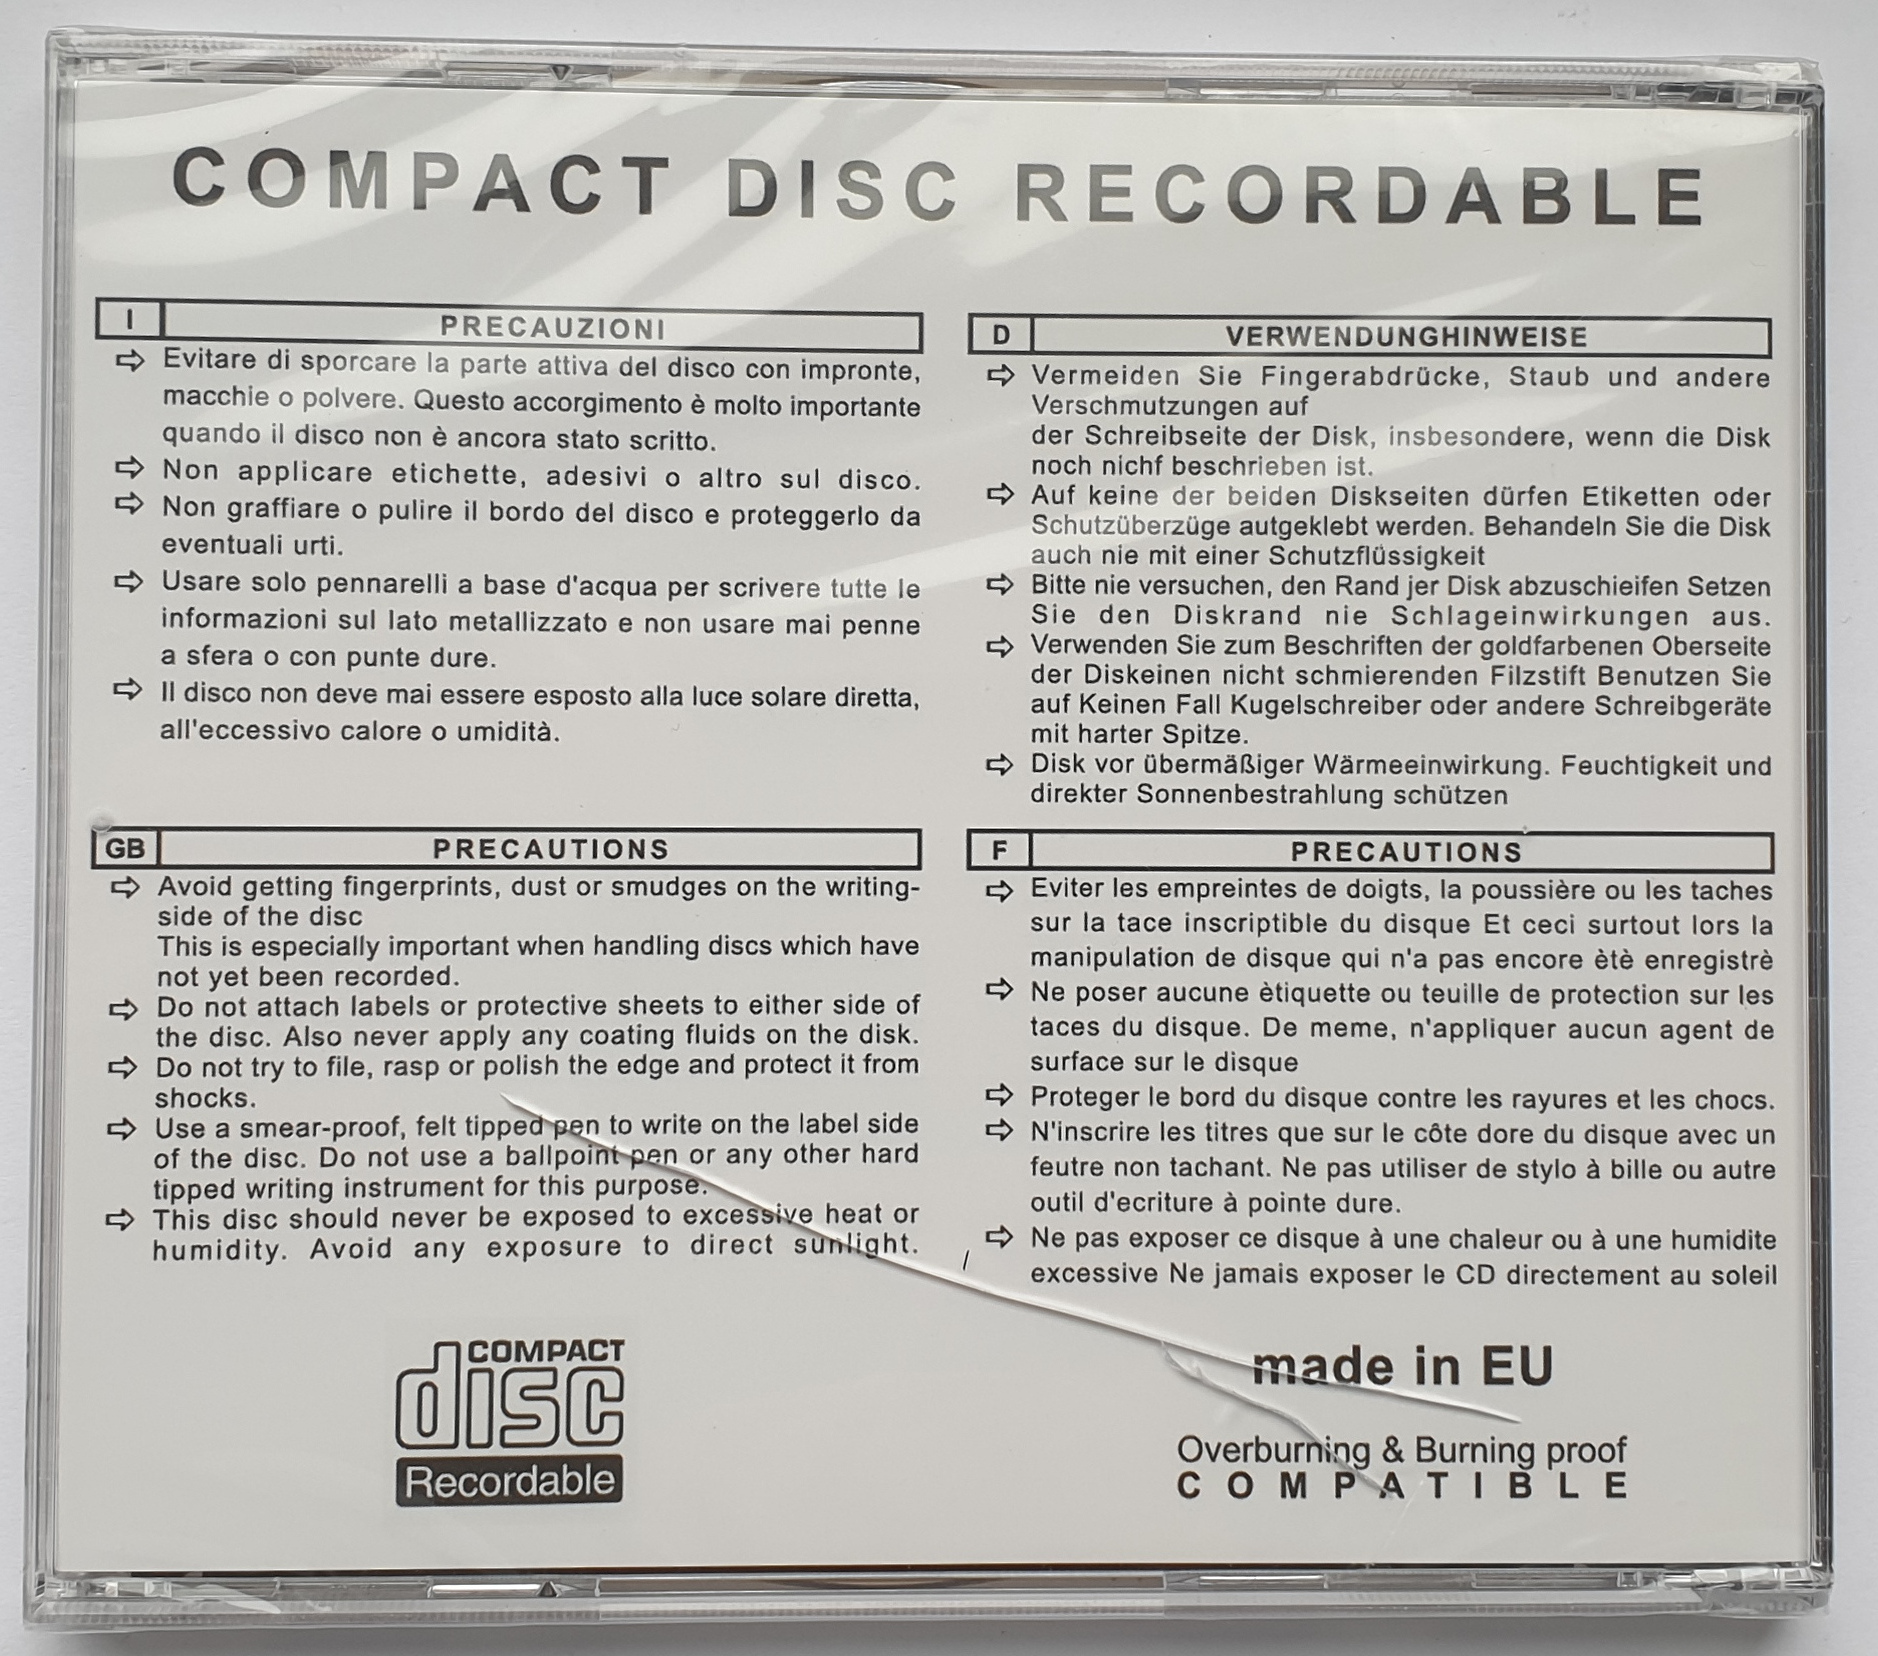 COMPACT DISC RECORDABLE
I PRECAUZIONI
⇨ Evitare di sporcare la parte attiva del disco con impronte,
macchie o polvere. Questo accorgimento è molto importante
quando il disco non è ancora stato scritto.
⇨ Non applicare etichette, adesivi o altro sul disco.
⇨ Non graffiare o pulire il bordo del disco e proteggerlo da
eventuali urti.
⇨ Usare solo pennarelli a base d'acqua per scrivere tutte le
informazioni sul lato metallizzato e non usare mai penne
a sfera o con punte dure.
⇨ Il disco non deve mai essere esposto alla luce solare diretta,
all'eccessivo calore o umidità.
D VERWENDUNGHINWEISE
⇨ Vermeiden Sie Fingerabdrücke, Staub und andere
Verschmutzungen auf
der Schreibseite der Disk, insbesondere, wenn die Disk
noch nichf beschrieben ist.
⇨ Auf keine der beiden Diskseiten dürfen Etiketten oder
Schutzüberzüge autgeklebt werden. Behandeln Sie die Disk
auch nie mit einer Schutzflüssigkeit
⇨ Bitte nie versuchen, den Rand jer Disk abzuschieifen Setzen
Sie den Diskrand nie Schlageinwirkungen aus.
⇨ Verwenden Sie zum Beschriften der goldfarbenen Oberseite
der Diskeinen nicht schmierenden Filzstift Benutzen Sie
auf Keinen Fall Kugelschreiber oder andere Schreibgeräte
mit harter Spitze.
⇨ Disk vor übermäßiger Wärmeeinwirkung. Feuchtigkeit und
direkter Sonnenbestrahlung schützen
GB PRECAUTIONS
⇨ Avoid getting fingerprints, dust or smudges on the writing-
side of the disc
This is especially important when handling discs which have
not yet been recorded.
⇨ Do not attach labels or protective sheets to either side of
the disc. Also never apply any coating fluids on the disk.
⇨ Do not try to file, rasp or polish the edge and protect it from
shocks.
⇨ Use a smear-proof, felt tipped pen to write on the label side
of the disc. Do not use a ballpoint pen or any other hard
tipped writing instrument for this purpose.
⇨ This disc should never be exposed to excessive heat or
humidity. Avoid any exposure to direct sunlight.
F PRECAUTIONS
⇨ Eviter les empreintes de doigts, la poussière ou les taches
sur la tace inscriptible du disque Et ceci surtout lors la
manipulation de disque qui n'a pas encore ètè enregistrè
⇨ Ne poser aucune ètiquette ou teuille de protection sur les
taces du disque. De meme, n'appliquer aucun agent de
surface sur le disque
⇨ Proteger le bord du disque contre les rayures et les chocs.
⇨ N'inscrire les titres que sur le côte dore du disque avec un
feutre non tachant. Ne pas utiliser de stylo à bille ou autre
outil d'ecriture à pointe dure.
⇨ Ne pas exposer ce disque à une chaleur ou à une humidite
excessive Ne jamais exposer le CD directement au soleil
COMPACT
disc
Recordable
made in EU
Overburning & Burning proof
COMPATIBLE